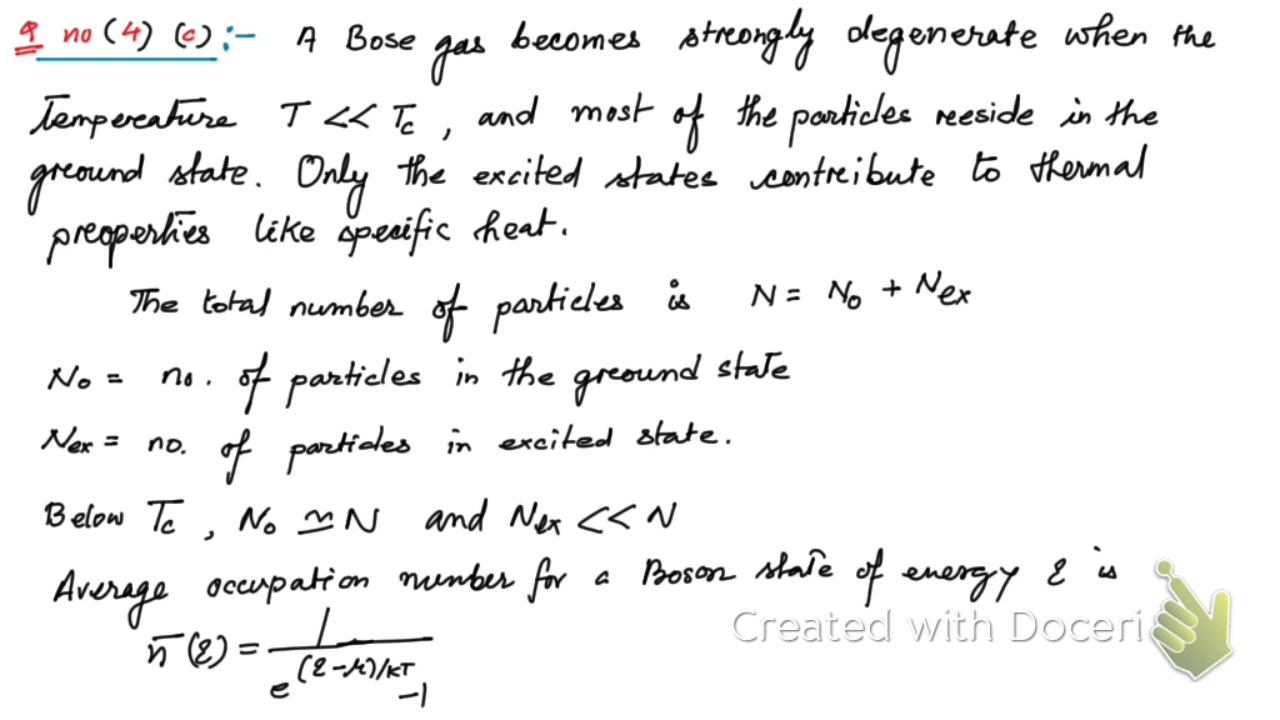 Q no (4) (c) :- A Bose gas becomes strongly degenerate when the
Temperature T << Tc, and most of the particles reside in the
ground state. Only the excited states contribute to thermal
properties like specific heat.
The total number of particles is N = N₀ + Nex
N₀ = no. of particles in the ground state
Nex = no. of particles in excited state.
Below Tc, N₀ ≃ N and Nex << N
Average occupation number for a Boson state of energy ε is
n̅(ε) = 1 / (e^((ε-μ)/kT) - 1)
Created with Doceri